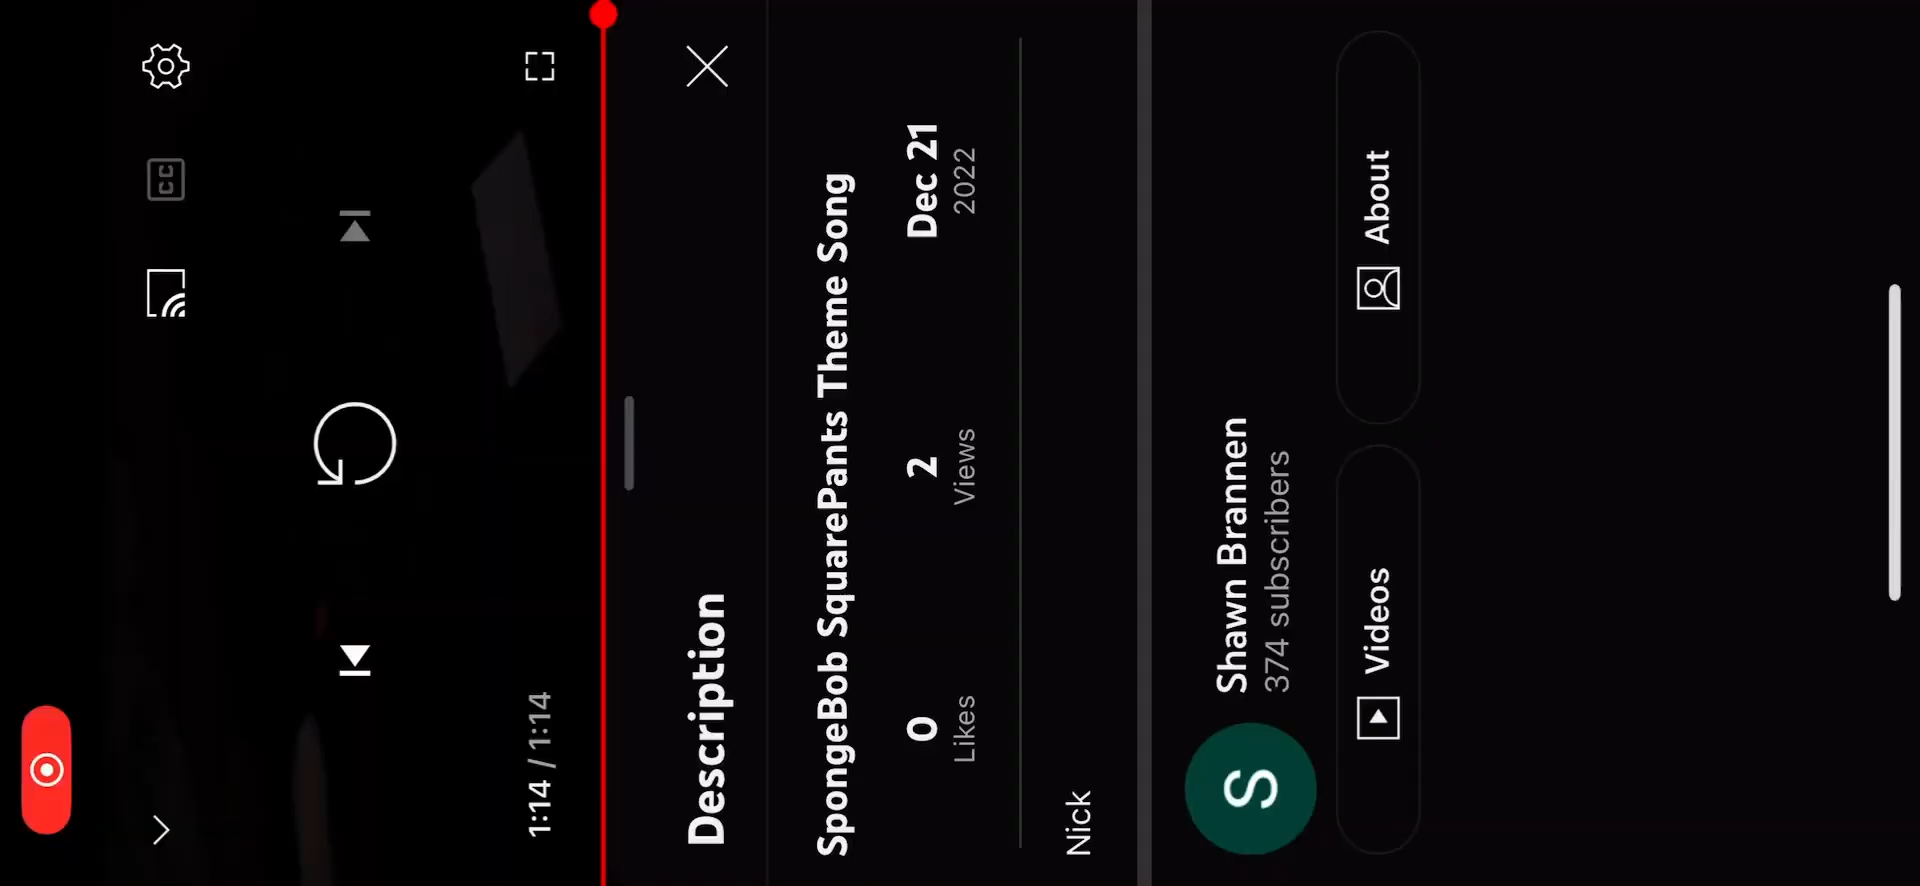 CC
1:14 / 1:14
Description
SpongeBob SquarePants Theme Song
0 2 Dec 21
Likes Views 2022
Nick
S
Shawn Brannen
374 subscribers
Videos About